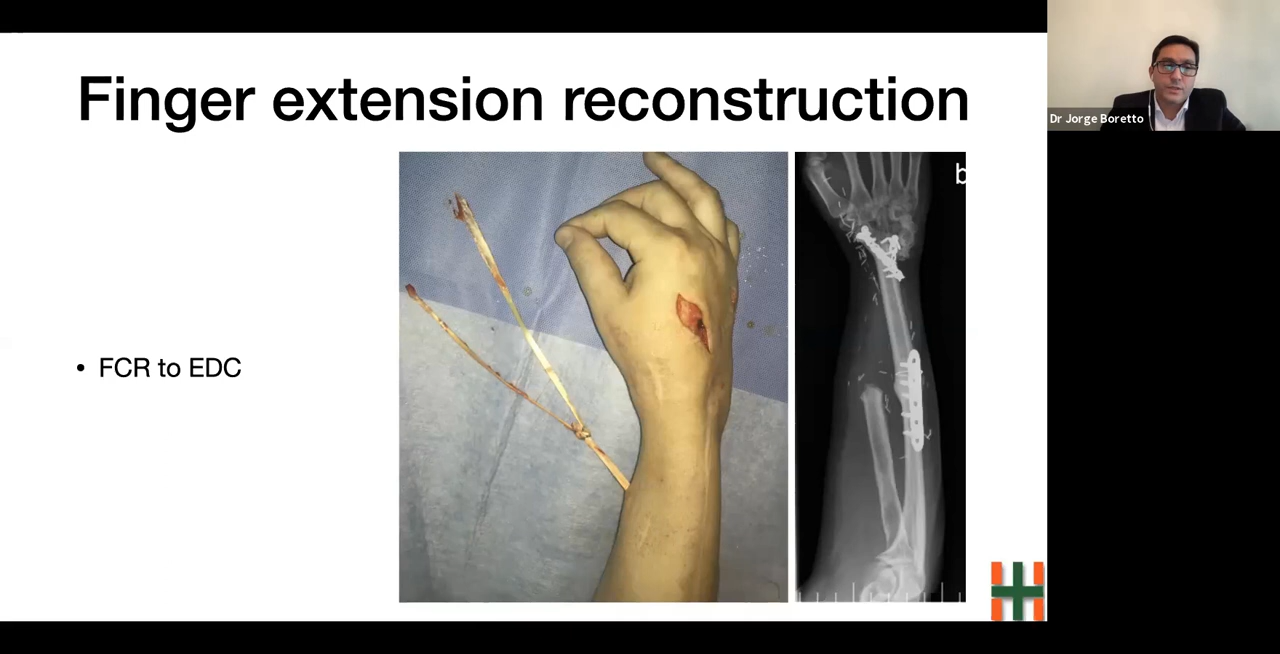 Finger extension reconstruction
b
Dr Jorge Boretto
• FCR to EDC